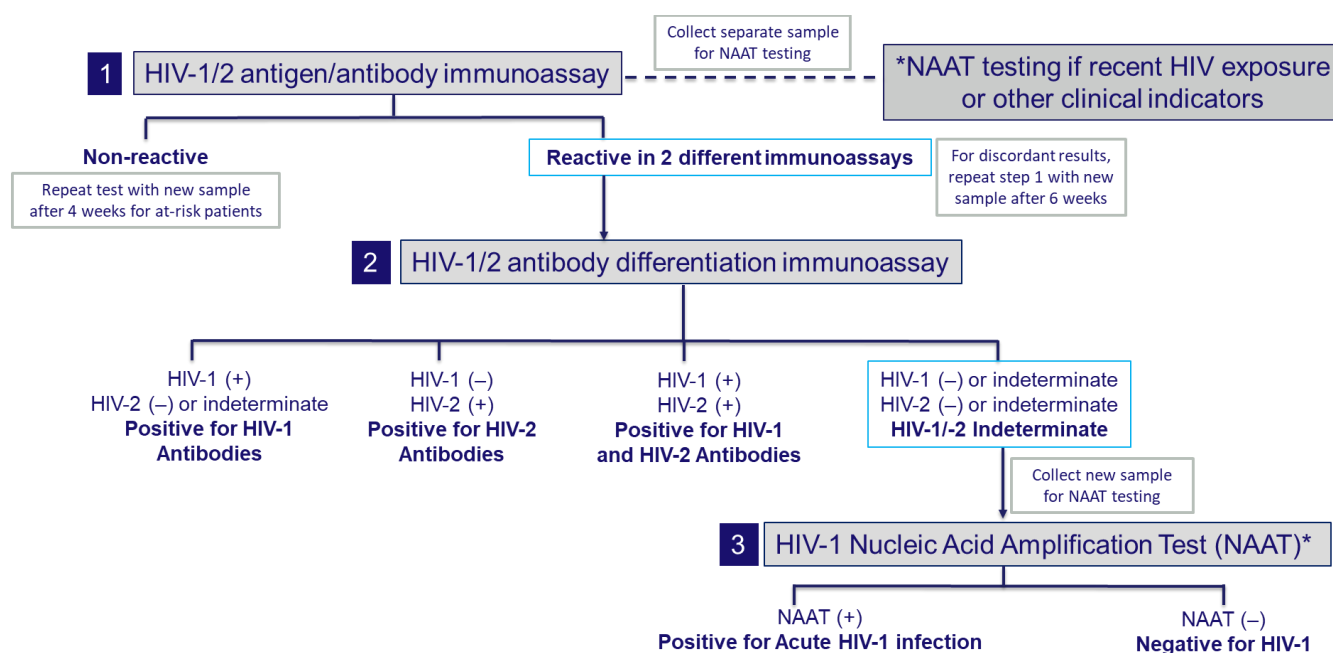 Collect separate sample
for NAAT testing
1
HIV-1/2 antigen/antibody immunoassay
*NAAT testing if recent HIV exposure
or other clinical indicators
Non-reactive
Repeat test with new sample
after 4 weeks for at-risk patients
Reactive in 2 different immunoassays
For discordant results,
repeat step 1 with new
sample after 6 weeks
2
HIV-1/2 antibody differentiation immunoassay
HIV-1 (+)
HIV-2 (–) or indeterminate
Positive for HIV-1
Antibodies
HIV-1 (–)
HIV-2 (+)
Positive for HIV-2
Antibodies
HIV-1 (+)
HIV-2 (+)
Positive for HIV-1
and HIV-2 Antibodies
HIV-1 (–) or indeterminate
HIV-2 (–) or indeterminate
HIV-1/-2 Indeterminate
Collect new sample
for NAAT testing
3
HIV-1 Nucleic Acid Amplification Test (NAAT)*
NAAT (+)
Positive for Acute HIV-1 infection
NAAT (–)
Negative for HIV-1